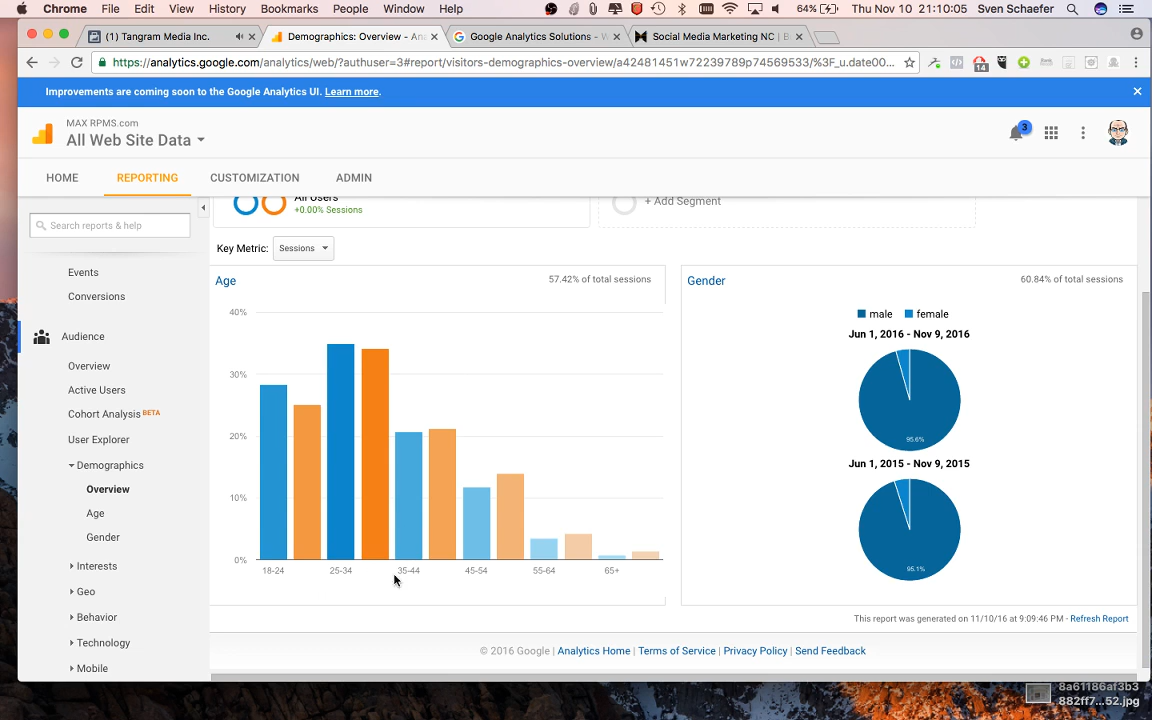 Chrome File Edit View History Bookmarks People Window Help 64% Thu Nov 10 21:10:05 Sven Schaefer
(1) Tangram Media Inc. Demographics: Overview - Ana Google Analytics Solutions - W Social Media Marketing NC | B
https://analytics.google.com/analytics/web/?authuser=3#report/visitors-demographics-overview/a42481451w72239789p74569533/%3F_u.date00... 14
Improvements are coming soon to the Google Analytics UI. Learn more.
MAX RPMS.com
All Web Site Data
3
HOME REPORTING CUSTOMIZATION ADMIN
Search reports & help
Events
Conversions
Audience
Overview
Active Users
Cohort Analysis BETA
User Explorer
Demographics
Overview
Age
Gender
Interests
Geo
Behavior
Technology
Mobile
All Users
+0.00% Sessions
+ Add Segment
Key Metric: Sessions
Age 57.42% of total sessions
40%
30%
20%
10%
0%
18-24 25-34 35-44 45-54 55-64 65+
Gender 60.84% of total sessions
male female
Jun 1, 2016 - Nov 9, 2016
95.6%
Jun 1, 2015 - Nov 9, 2015
95.1%
This report was generated on 11/10/16 at 9:09:46 PM - Refresh Report
© 2016 Google | Analytics Home | Terms of Service | Privacy Policy | Send Feedback
8a61186af3b3
882ff7...52.jpg